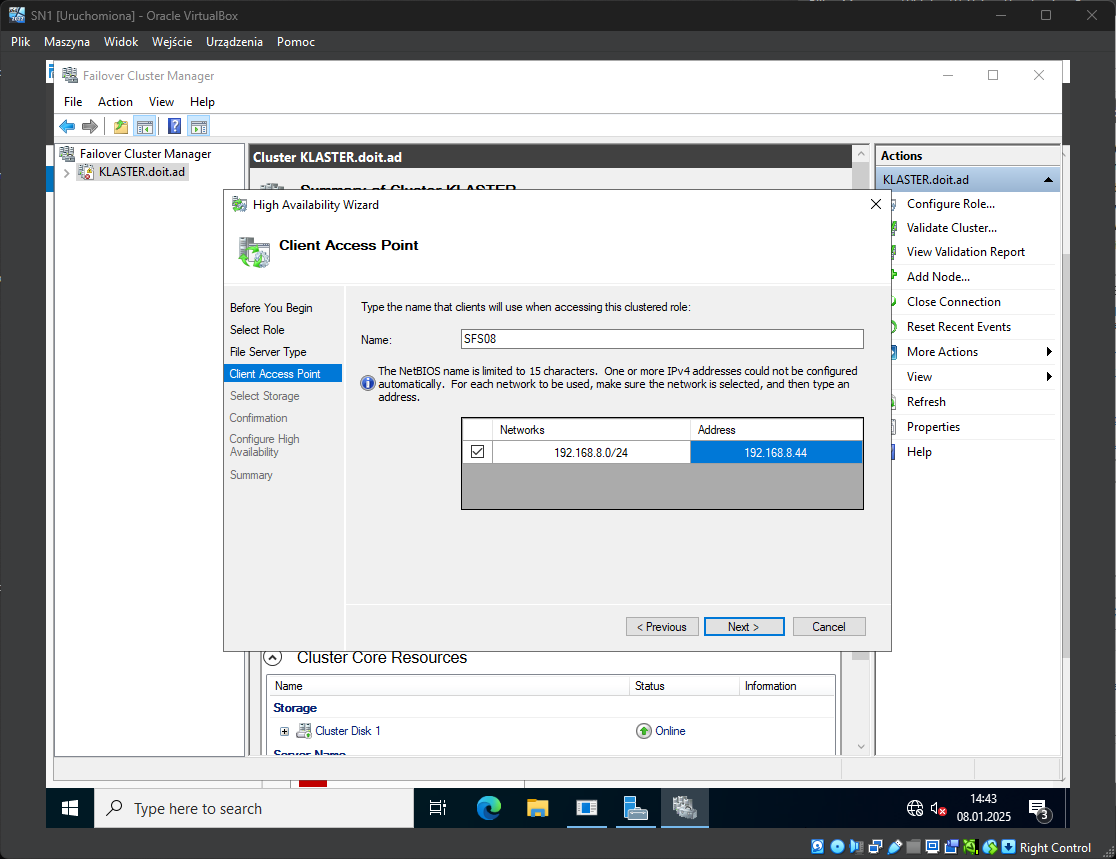 SN1 [Uruchomiona] - Oracle VirtualBox
Plik Maszyna Widok Wejście Urządzenia Pomoc
Failover Cluster Manager
File Action View Help
Failover Cluster Manager
KLASTER.doit.ad
Cluster KLASTER.doit.ad
Summary of Cluster KLASTER
High Availability Wizard
Client Access Point
Before You Begin
Select Role
File Server Type
Client Access Point
Select Storage
Confirmation
Configure High
Availability
Summary
Type the name that clients will use when accessing this clustered role:
Name: SFS08
The NetBIOS name is limited to 15 characters. One or more IPv4 addresses could not be configured
automatically. For each network to be used, make sure the network is selected, and then type an
address.
Networks Address
192.168.8.0/24 192.168.8.44
< Previous Next > Cancel
Cluster Core Resources
Name Status Information
Storage
Cluster Disk 1 Online
Server Name
Actions
KLASTER.doit.ad
Configure Role...
Validate Cluster...
View Validation Report
Add Node...
Close Connection
Reset Recent Events
More Actions
View
Refresh
Properties
Help
Type here to search
14:43
08.01.2025
3
Right Control